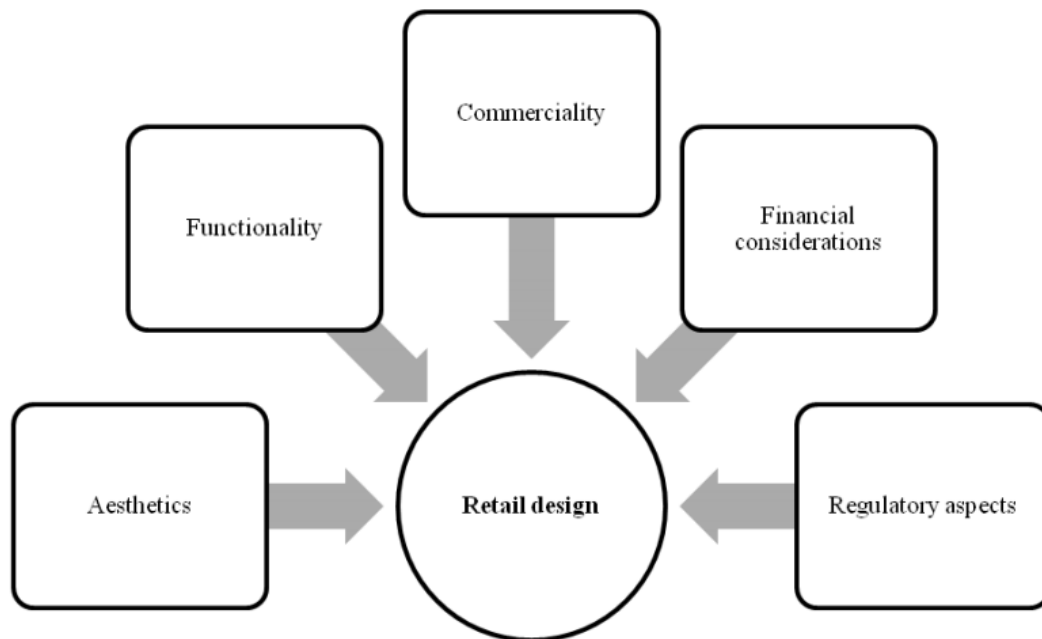 Commerciality
Functionality
Financial
considerations
Aesthetics
Retail design
Regulatory aspects